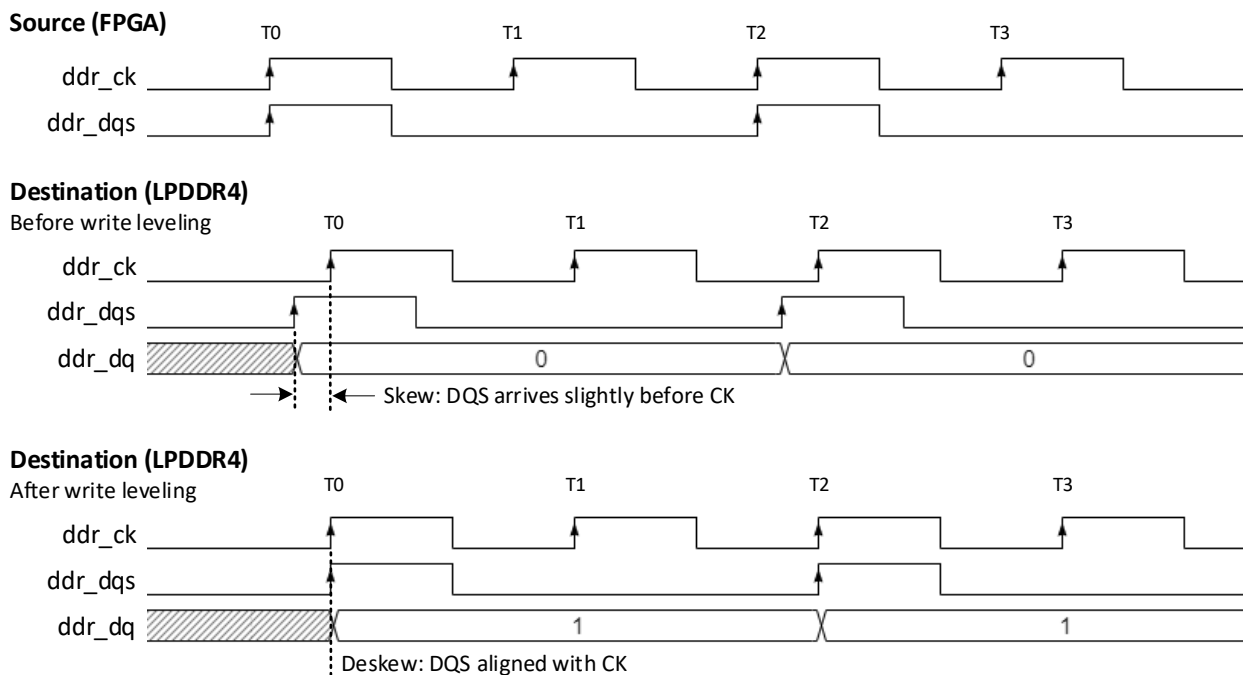 Source (FPGA)
T0 T1 T2 T3
ddr_ck
ddr_dqs
Destination (LPDDR4)
Before write leveling
T0 T1 T2 T3
ddr_ck
ddr_dqs
ddr_dq 0 0
Skew: DQS arrives slightly before CK
Destination (LPDDR4)
After write leveling
T0 T1 T2 T3
ddr_ck
ddr_dqs
ddr_dq 1 1
Deskew: DQS aligned with CK